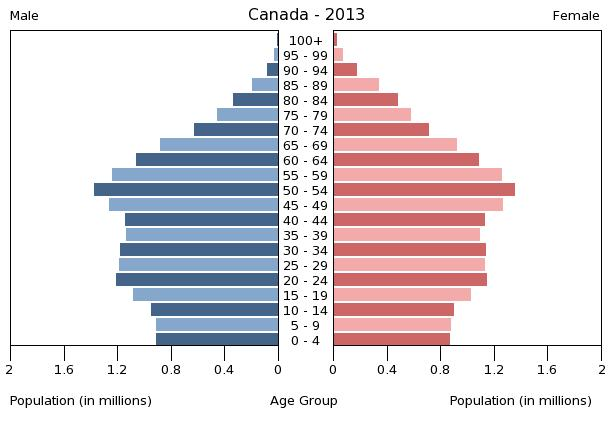 Male Canada - 2013 Female
100+
95 - 99
90 - 94
85 - 89
80 - 84
75 - 79
70 - 74
65 - 69
60 - 64
55 - 59
50 - 54
45 - 49
40 - 44
35 - 39
30 - 34
25 - 29
20 - 24
15 - 19
10 - 14
5 - 9
0 - 4
2 1.6 1.2 0.8 0.4 0 0 0.4 0.8 1.2 1.6 2
Population (in millions) Age Group Population (in millions)